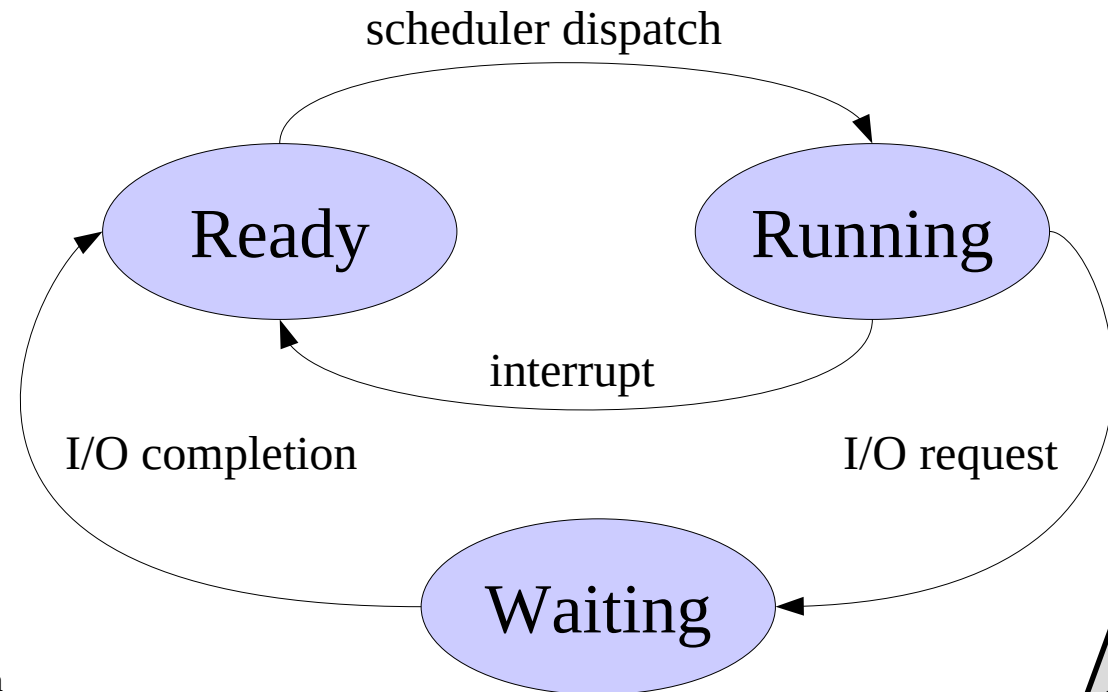 scheduler dispatch
Ready
Running
interrupt
I/O completion
I/O request
Waiting